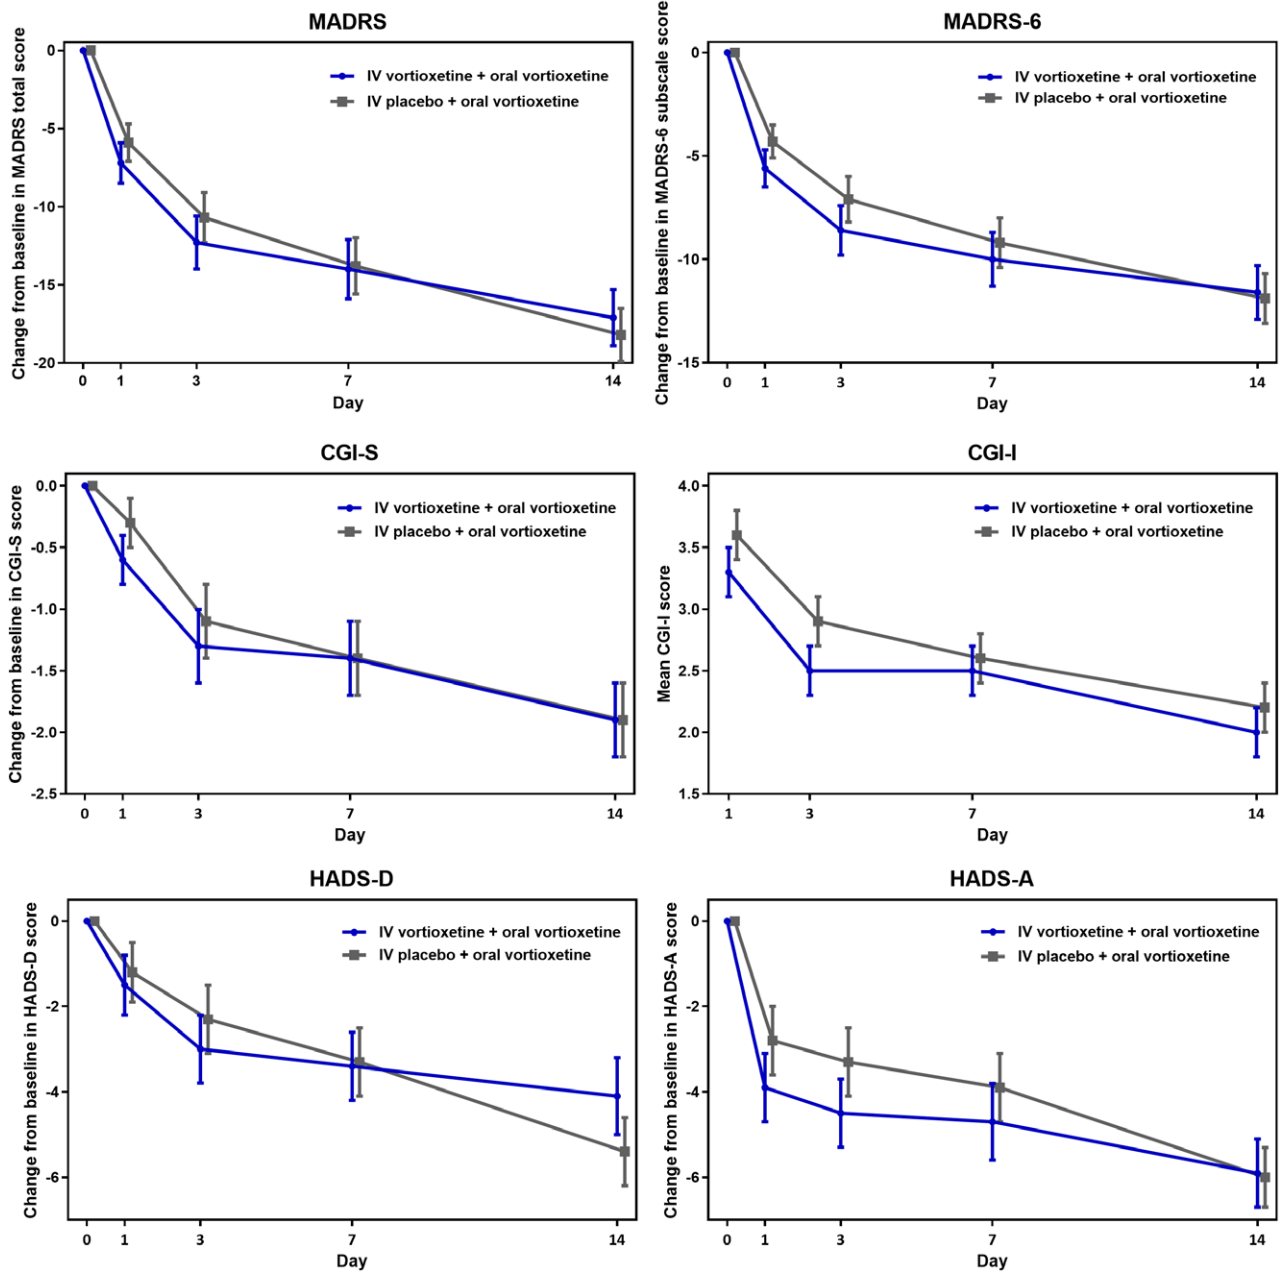 MADRS
Change from baseline in MADRS total score
0
-5
-10
-15
-20
IV vortioxetine + oral vortioxetine
IV placebo + oral vortioxetine
0 1 3 7 14
Day
MADRS-6
Change from baseline in MADRS-6 subscale score
0
-5
-10
-15
IV vortioxetine + oral vortioxetine
IV placebo + oral vortioxetine
0 1 3 7 14
Day
CGI-S
Change from baseline in CGI-S score
0.0
-0.5
-1.0
-1.5
-2.0
-2.5
IV vortioxetine + oral vortioxetine
IV placebo + oral vortioxetine
0 1 3 7 14
Day
CGI-I
Mean CGI-I score
4.0
3.5
3.0
2.5
2.0
1.5
IV vortioxetine + oral vortioxetine
IV placebo + oral vortioxetine
1 3 7 14
Day
HADS-D
Change from baseline in HADS-D score
0
-2
-4
-6
IV vortioxetine + oral vortioxetine
IV placebo + oral vortioxetine
0 1 3 7 14
Day
HADS-A
Change from baseline in HADS-A score
0
-2
-4
-6
IV vortioxetine + oral vortioxetine
IV placebo + oral vortioxetine
0 1 3 7 14
Day